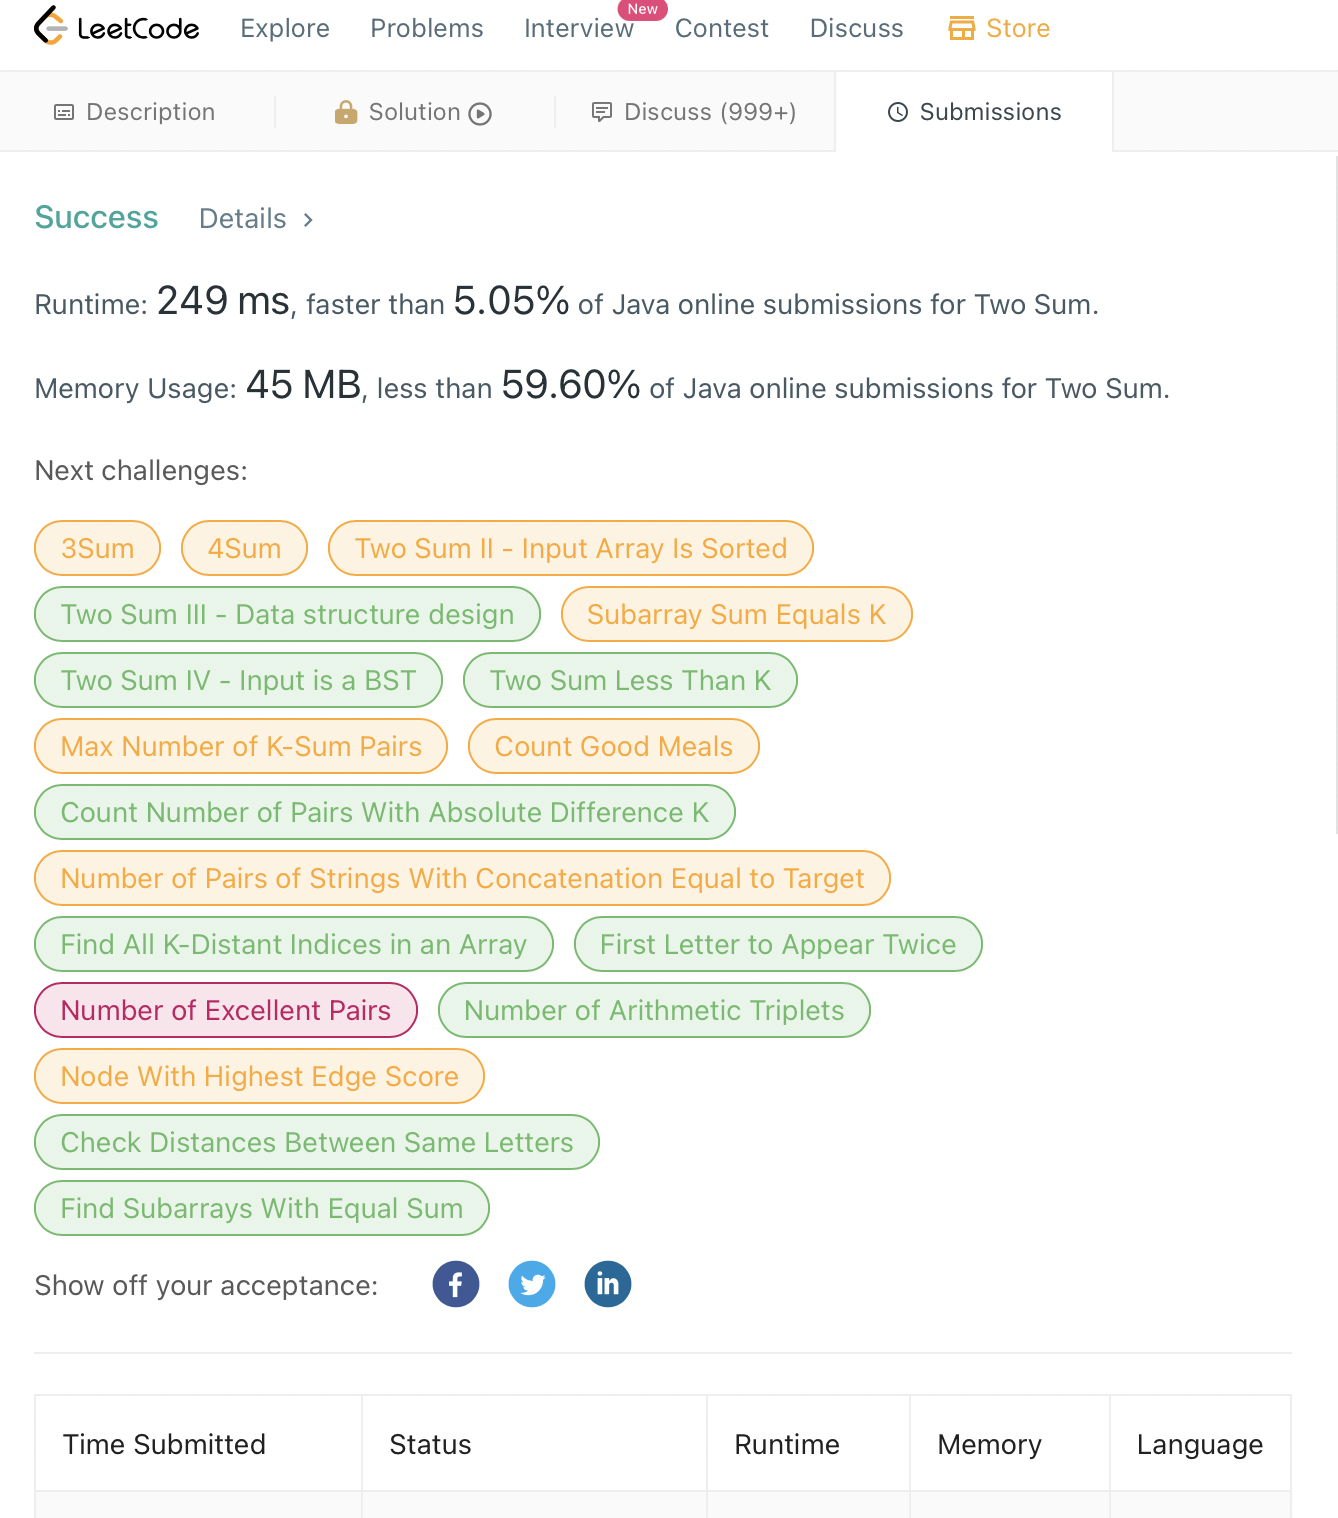 LeetCode Explore Problems Interview New Contest Discuss Store
Description Solution Discuss (999+) Submissions
Success Details >
Runtime: 249 ms, faster than 5.05% of Java online submissions for Two Sum.
Memory Usage: 45 MB, less than 59.60% of Java online submissions for Two Sum.
Next challenges:
3Sum 4Sum Two Sum II - Input Array Is Sorted
Two Sum III - Data structure design Subarray Sum Equals K
Two Sum IV - Input is a BST Two Sum Less Than K
Max Number of K-Sum Pairs Count Good Meals
Count Number of Pairs With Absolute Difference K
Number of Pairs of Strings With Concatenation Equal to Target
Find All K-Distant Indices in an Array First Letter to Appear Twice
Number of Excellent Pairs Number of Arithmetic Triplets
Node With Highest Edge Score
Check Distances Between Same Letters
Find Subarrays With Equal Sum
Show off your acceptance: f in
Time Submitted Status Runtime Memory Language